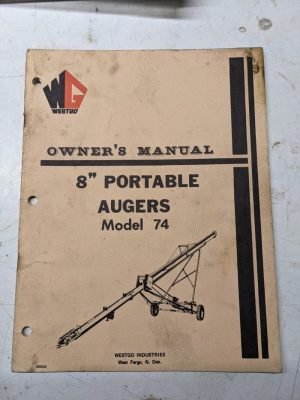 WG
WESTGO
OWNER'S MANUAL
8" PORTABLE
AUGERS
Model 74
WESTGO INDUSTRIES
West Fargo, N. Dak.